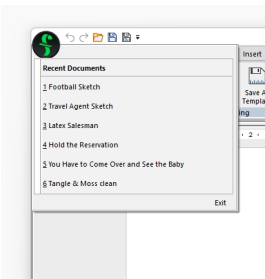 Recent Documents
Insert
1 Football Sketch
2 Travel Agent Sketch
3 Latex Salesman
4 Hold the Reservation
5 You Have to Come Over and See the Baby
6 Tangle & Moss clean
Exit
Save A
Templa
ing
2